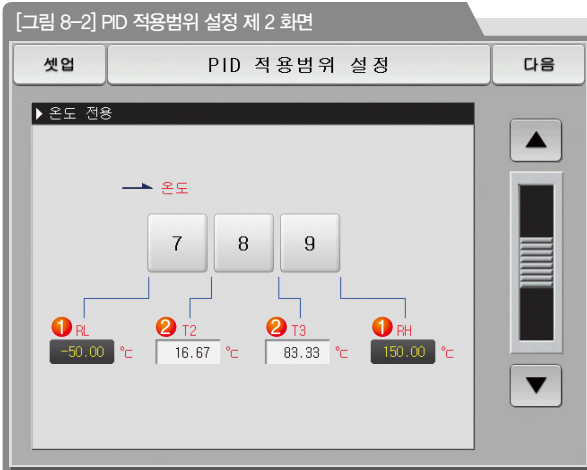 [그림 8-2] PID 적용범위 설정 제 2 화면
셋업 PID 적용범위 설정 다음
▶온도 전용
온도
7 8 9
1 RL 2 T2 2 T3 1 RH
-50.00 ℃ 16.67 ℃ 83.33 ℃ 150.00 ℃